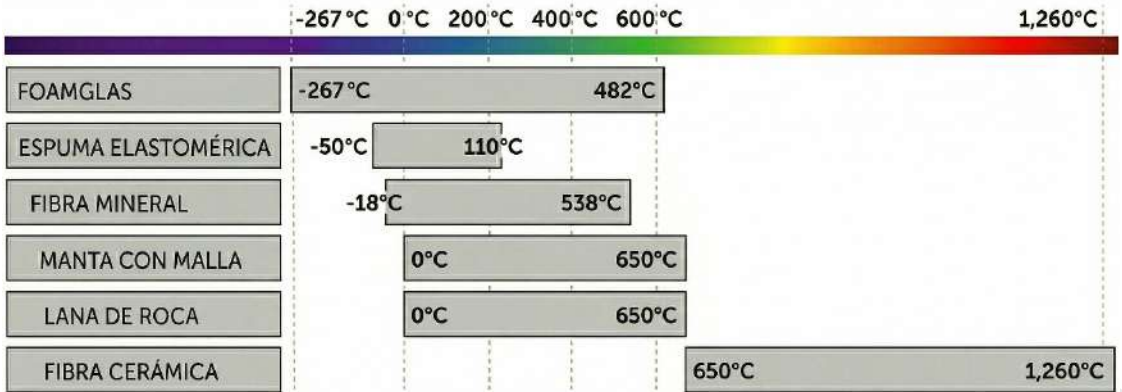 -267°C 0°C 200°C 400°C 600°C 1,260°C
FOAMGLAS -267°C 482°C
ESPUMA ELASTOMÉRICA -50°C 110°C
FIBRA MINERAL -18°C 538°C
MANTA CON MALLA 0°C 650°C
LANA DE ROCA 0°C 650°C
FIBRA CERÁMICA 650°C 1,260°C